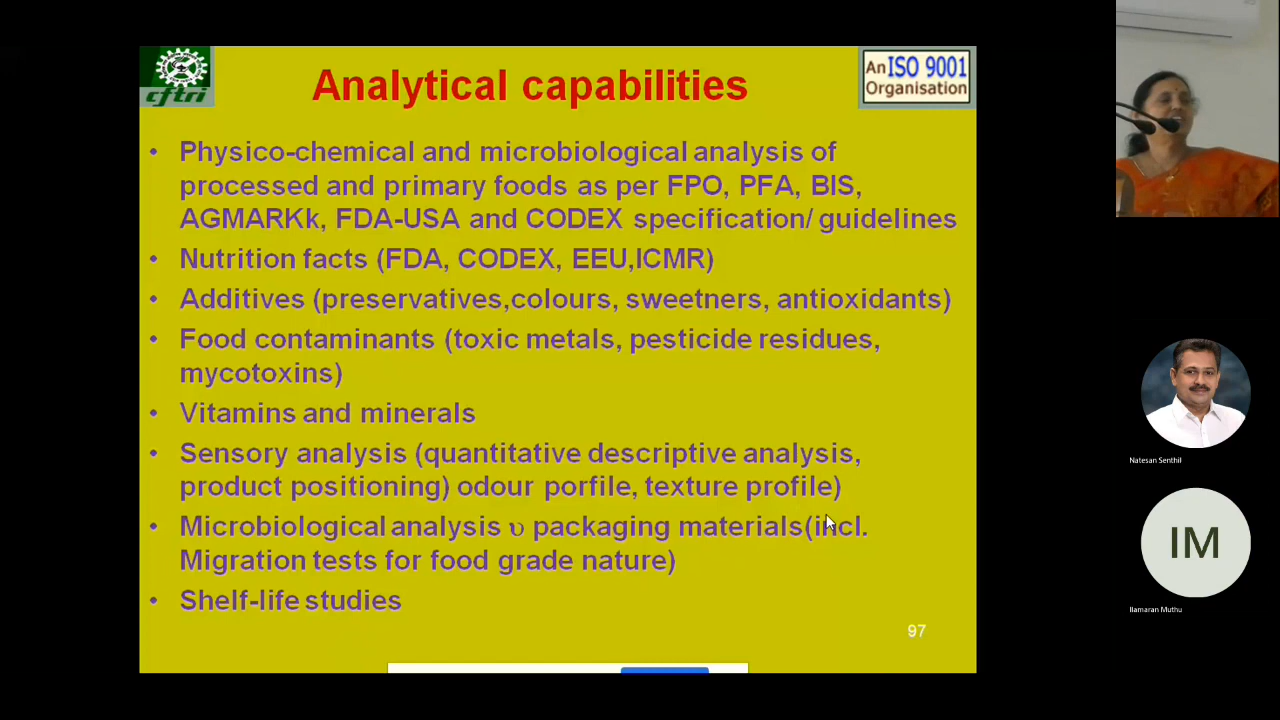 cftri
Analytical capabilities
An ISO 9001
Organisation
• Physico-chemical and microbiological analysis of
processed and primary foods as per FPO, PFA, BIS,
AGMARKk, FDA-USA and CODEX specification/ guidelines
• Nutrition facts (FDA, CODEX, EEU,ICMR)
• Additives (preservatives,colours, sweetners, antioxidants)
• Food contaminants (toxic metals, pesticide residues,
mycotoxins)
• Vitamins and minerals
• Sensory analysis (quantitative descriptive analysis,
product positioning) odour porfile, texture profile)
• Microbiological analysis υ packaging materials(incl.
Migration tests for food grade nature)
• Shelf-life studies
97
Natesan Senthil
IM
Ilamaran Muthu